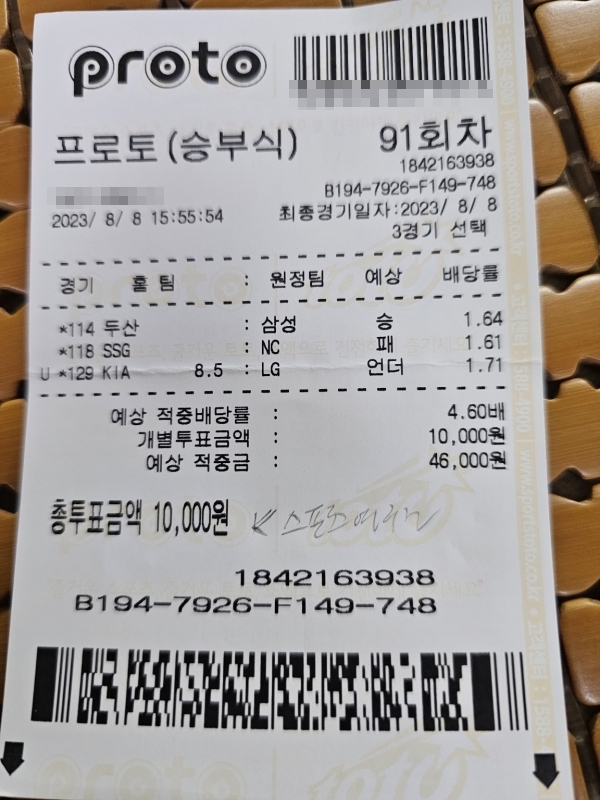 proto
프로토 (승부식) 91회차
1842163938
B194-7926-F149-748
2023/ 8/ 8 15:55:54 최종경기일자:2023/ 8/ 8
3경기 선택
경기 홈 팀 : 원정팀 예상 배당률
*114 두산 : 삼성 승 1.64
*118 SSG : NC 패 1.61
U *129 KIA 8.5 : LG 언더 1.71
예상 적중배당률 : 4.60배
개별투표금액 : 10,000원
예상 적중금 : 46,000원
총투표금액 10,000원 스포츠
1842163938
B194-7926-F149-748